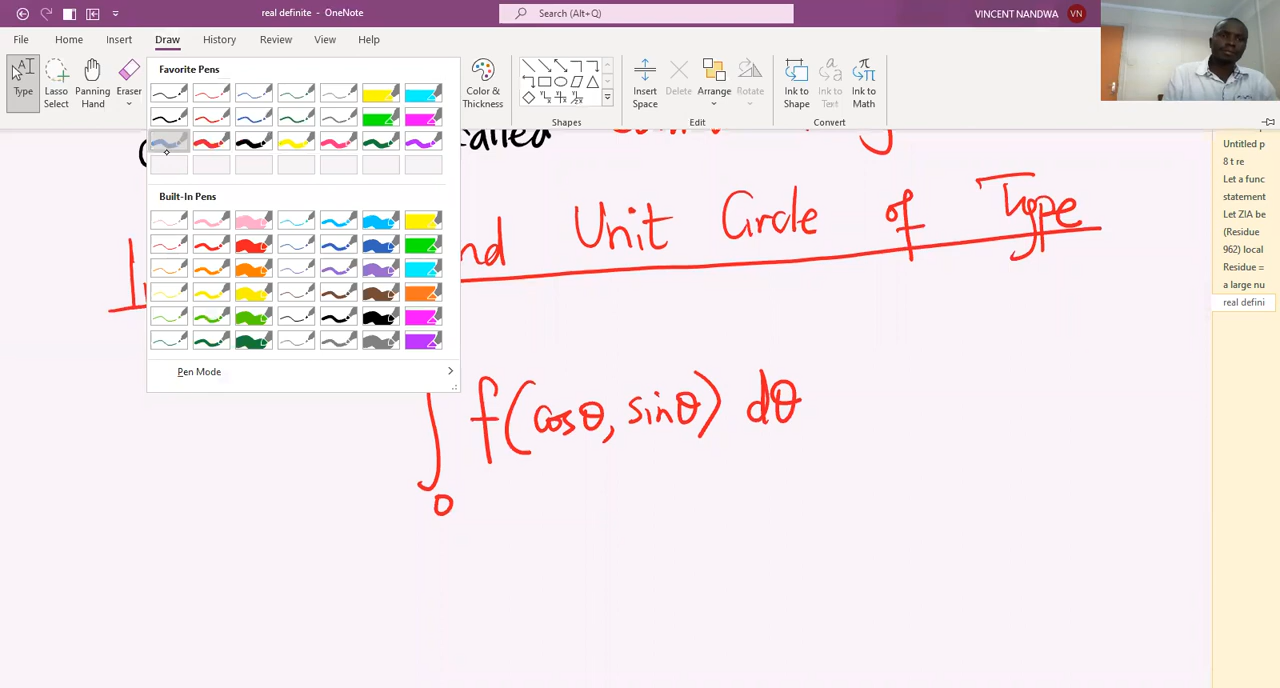 real definite - OneNote
Search (Alt+Q)
VINCENT NANDWA
VN
File Home Insert Draw History Review View Help
Type
Lasso Select
Panning Hand
Eraser
Favorite Pens
Built-In Pens
Pen Mode
Color & Thickness
Shapes
Insert Space
Delete
Arrange
Rotate
Edit
Ink to Shape
Ink to Text
Ink to Math
Convert
Unit Circle of Type
∫ f(cosθ, sinθ) dθ
0
Untitled p
8 t re
Let a func
statement
Let ZIA be
(Residue
962) local
Residue =
a large nu
real defini